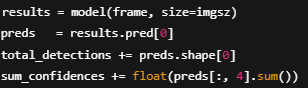 results = model(frame, size=imgsz)
preds   = results.pred[0]
total_detections += preds.shape[0]
sum_confidences += float(preds[:, 4].sum())